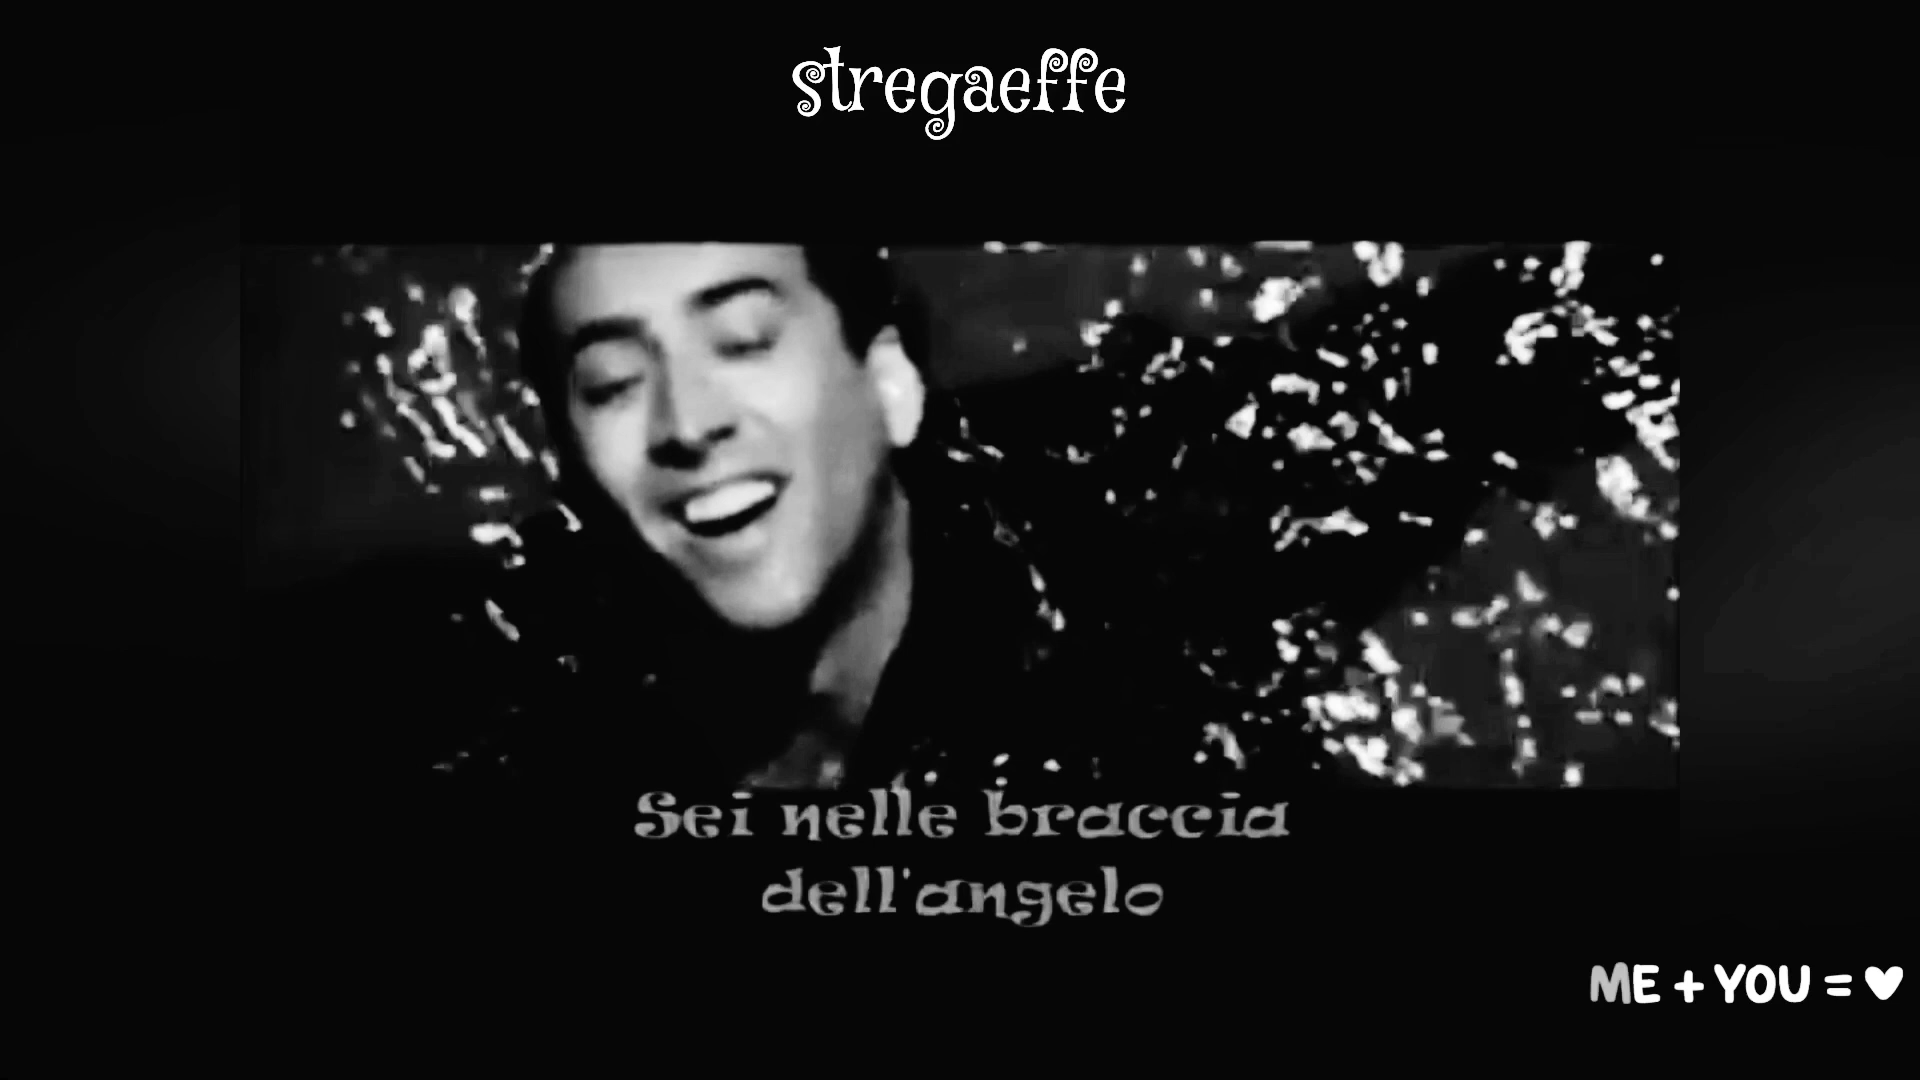 stregaeffe
Sei nelle braccia
dell'angelo
ME + YOU = ♥